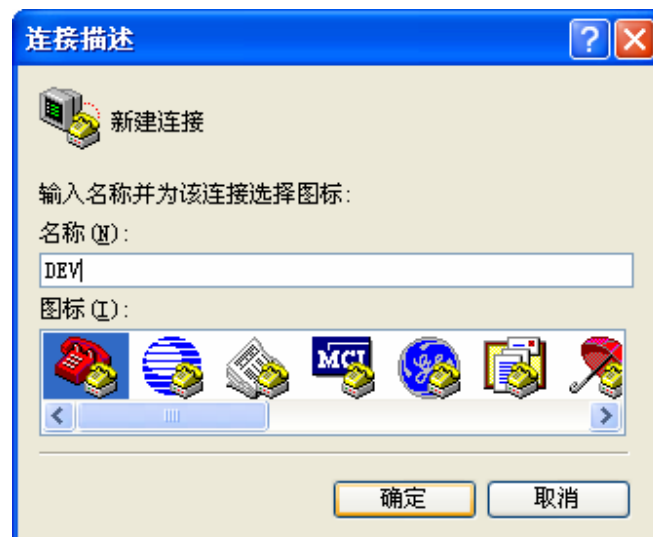 连接描述
新建连接
输入名称并为该连接选择图标:
名称(N):
DEV
图标(I):
MCI
确定 取消